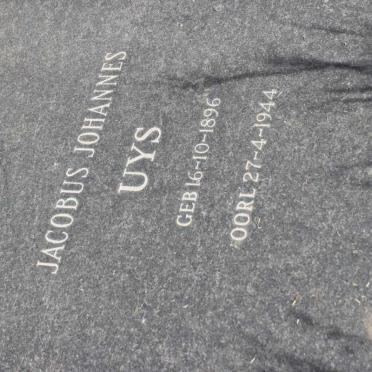 JACOBUS JOHANNES
UYS
GEB 16-10-1896
OORL 27-4-1944